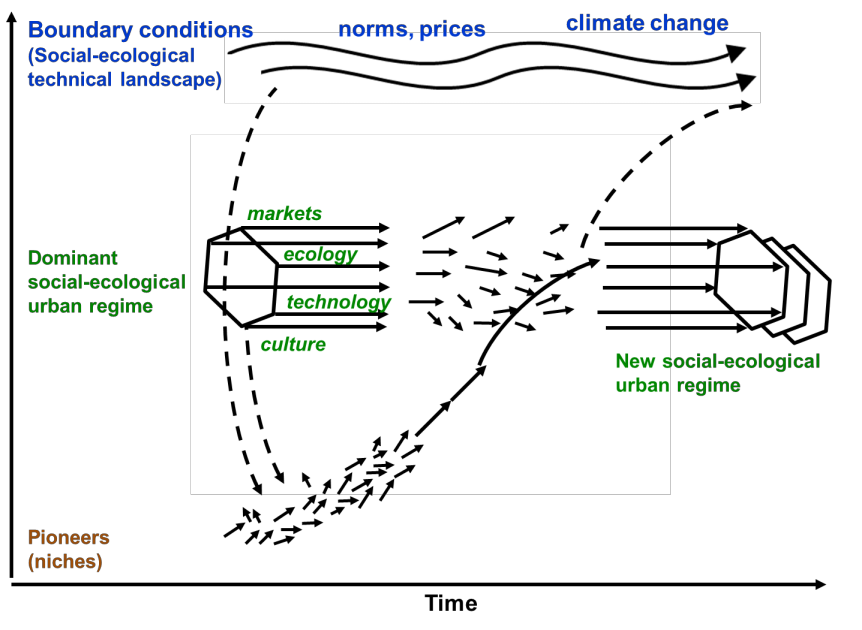 Boundary conditions
(Social-ecological
technical landscape)
norms, prices
climate change
markets
ecology
technology
culture
Dominant
social-ecological
urban regime
New social-ecological
urban regime
Pioneers
(niches)
Time